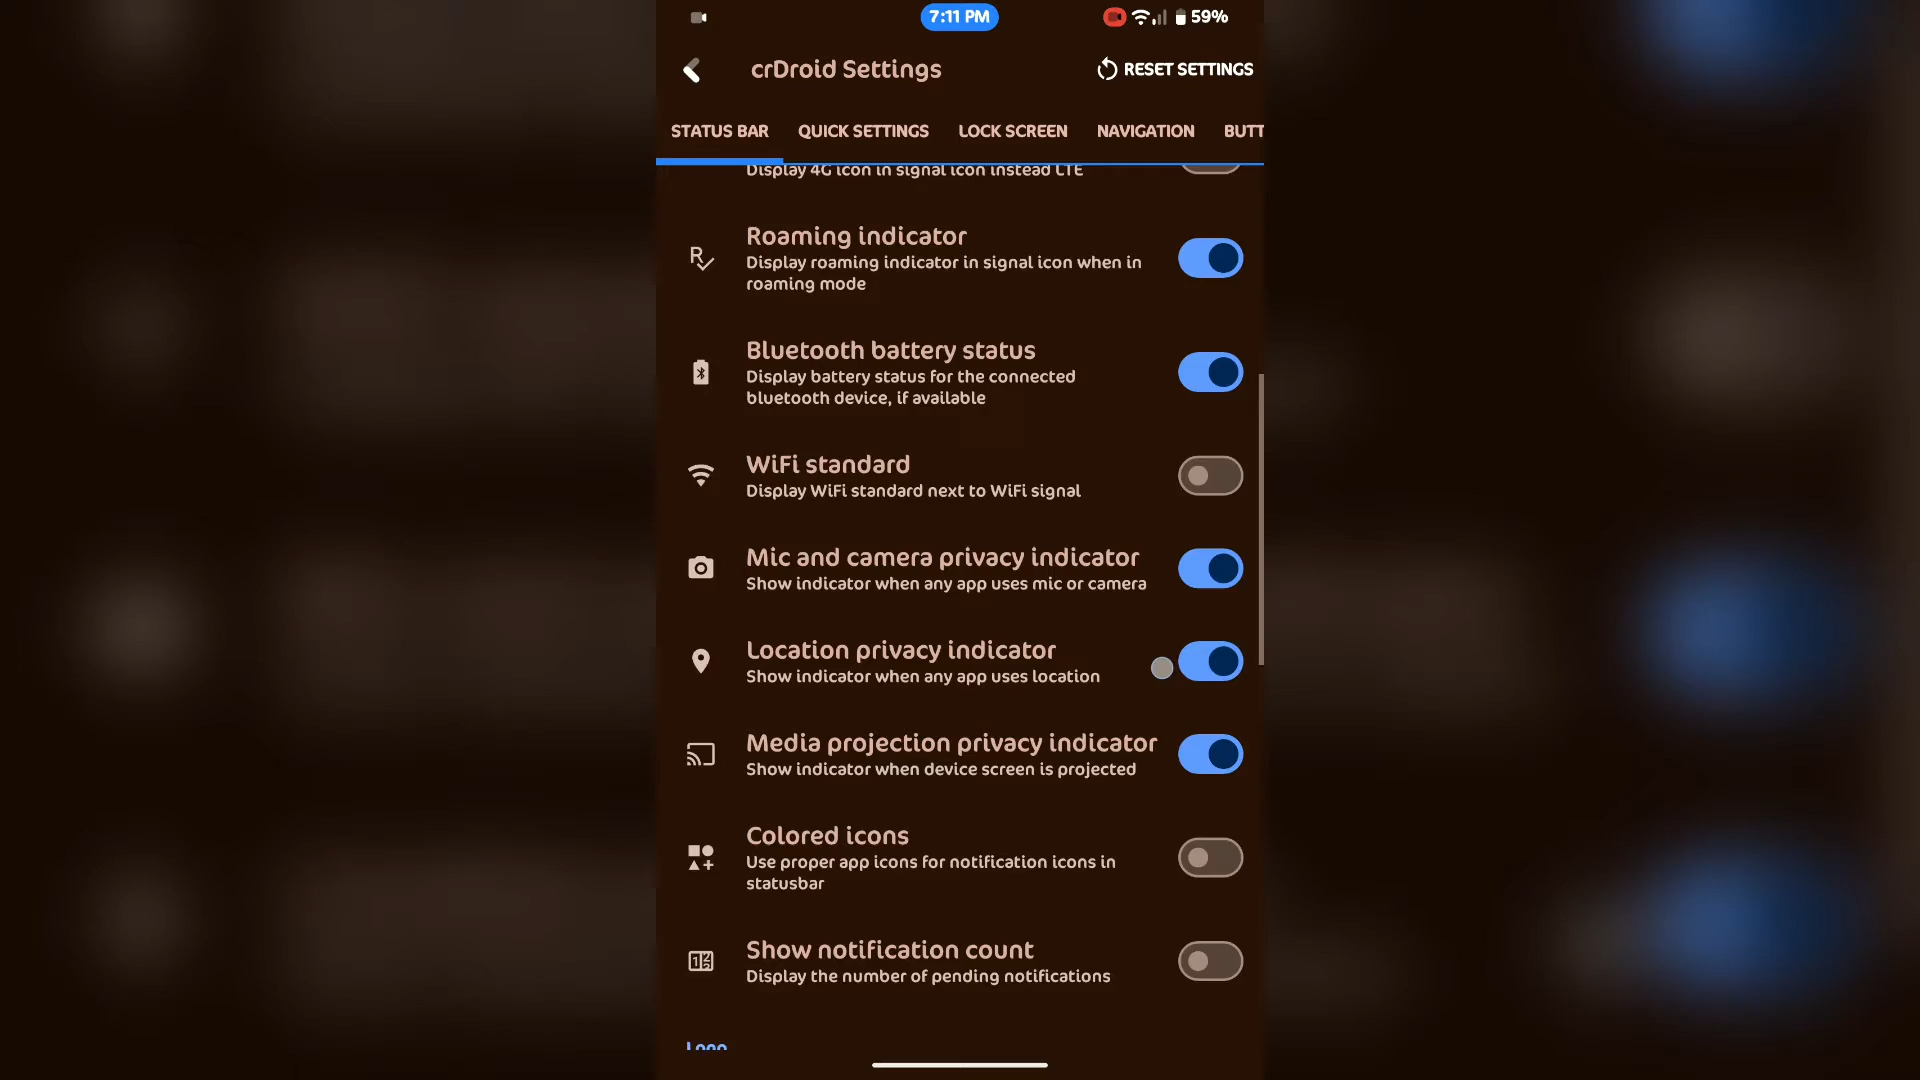 7:11 PM
59%
crDroid Settings
RESET SETTINGS
STATUS BAR QUICK SETTINGS LOCK SCREEN NAVIGATION BUTT
Display 4G icon in signal icon instead LTE
Roaming indicator
Display roaming indicator in signal icon when in
roaming mode
Bluetooth battery status
Display battery status for the connected
bluetooth device, if available
WiFi standard
Display WiFi standard next to WiFi signal
Mic and camera privacy indicator
Show indicator when any app uses mic or camera
Location privacy indicator
Show indicator when any app uses location
Media projection privacy indicator
Show indicator when device screen is projected
Colored icons
Use proper app icons for notification icons in
statusbar
Show notification count
Display the number of pending notifications
Logo